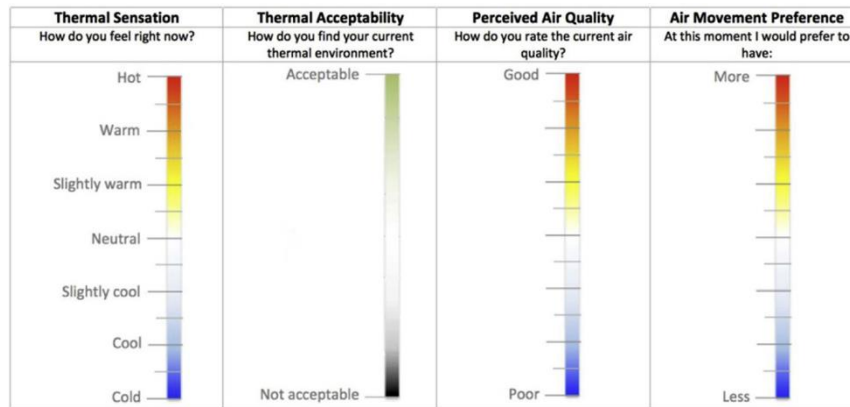 Thermal Sensation
How do you feel right now?
Hot
Warm
Slightly warm
Neutral
Slightly cool
Cool
Cold
Thermal Acceptability
How do you find your current
thermal environment?
Acceptable
Not acceptable
Perceived Air Quality
How do you rate the current air
quality?
Good
Poor
Air Movement Preference
At this moment I would prefer to
have:
More
Less